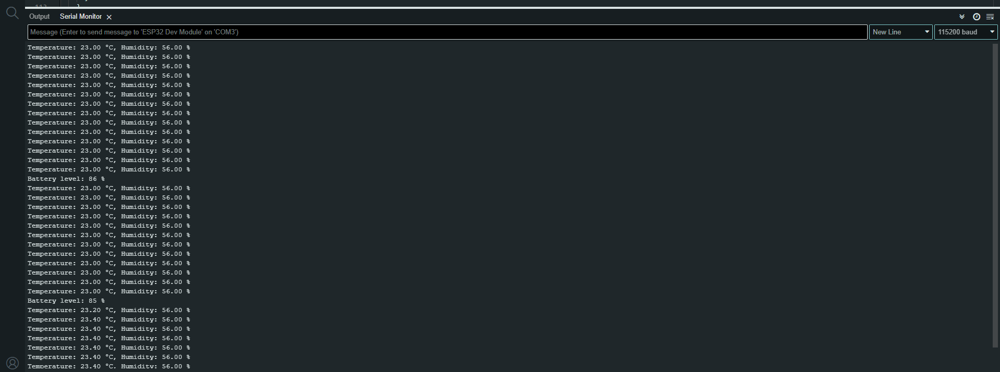 Output Serial Monitor
Message (Enter to send message to 'ESP32 Dev Module' on 'COM3') New Line 115200 baud
Temperature: 23.00 °C, Humidity: 56.00 %
Temperature: 23.00 °C, Humidity: 56.00 %
Temperature: 23.00 °C, Humidity: 56.00 %
Temperature: 23.00 °C, Humidity: 56.00 %
Temperature: 23.00 °C, Humidity: 56.00 %
Temperature: 23.00 °C, Humidity: 56.00 %
Temperature: 23.00 °C, Humidity: 56.00 %
Temperature: 23.00 °C, Humidity: 56.00 %
Temperature: 23.00 °C, Humidity: 56.00 %
Temperature: 23.00 °C, Humidity: 56.00 %
Temperature: 23.00 °C, Humidity: 56.00 %
Temperature: 23.00 °C, Humidity: 56.00 %
Temperature: 23.00 °C, Humidity: 56.00 %
Temperature: 23.00 °C, Humidity: 56.00 %
Battery level: 86 %
Temperature: 23.00 °C, Humidity: 56.00 %
Temperature: 23.00 °C, Humidity: 56.00 %
Temperature: 23.00 °C, Humidity: 56.00 %
Temperature: 23.00 °C, Humidity: 56.00 %
Temperature: 23.00 °C, Humidity: 56.00 %
Temperature: 23.00 °C, Humidity: 56.00 %
Temperature: 23.00 °C, Humidity: 56.00 %
Temperature: 23.00 °C, Humidity: 56.00 %
Temperature: 23.00 °C, Humidity: 56.00 %
Temperature: 23.00 °C, Humidity: 56.00 %
Temperature: 23.00 °C, Humidity: 56.00 %
Temperature: 23.00 °C, Humidity: 56.00 %
Battery level: 85 %
Temperature: 23.20 °C, Humidity: 56.00 %
Temperature: 23.40 °C, Humidity: 56.00 %
Temperature: 23.40 °C, Humidity: 56.00 %
Temperature: 23.40 °C, Humidity: 56.00 %
Temperature: 23.40 °C, Humidity: 56.00 %
Temperature: 23.40 °C, Humidity: 56.00 %
Temperature: 23.40 °C, Humidity: 56.00 %